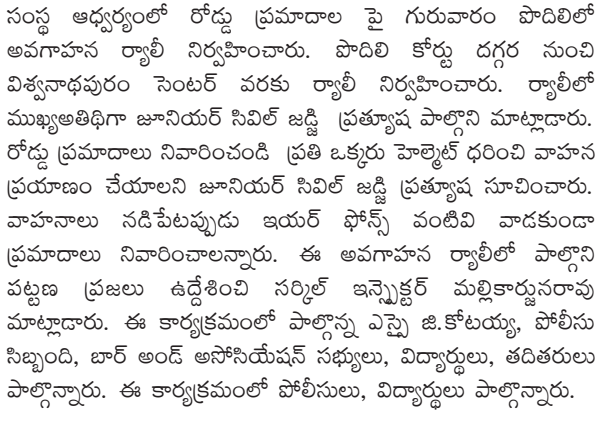 సంస్థ ఆధ్వర్యంలో రోడ్డు ప్రమాదాల పై గురువారం పొదిలిలో
అవగాహన ర్యాలీ నిర్వహించారు. పొదిలి కోర్టు దగ్గర నుంచి
విశ్వనాథపురం సెంటర్ వరకు ర్యాలీ నిర్వహించారు. ర్యాలీలో
ముఖ్యఅతిథిగా జూనియర్ సివిల్ జడ్జి ప్రత్యూష పాల్గొని మాట్లాడారు.
రోడ్డు ప్రమాదాలు నివారించండి ప్రతి ఒక్కరు హెల్మెట్ ధరించి వాహన
ప్రయాణం చేయాలని జూనియర్ సివిల్ జడ్జి ప్రత్యూష సూచించారు.
వాహనాలు నడిపేటప్పుడు ఇయర్ ఫోన్స్ వంటివి వాడకుండా
ప్రమాదాలు నివారించాలన్నారు. ఈ అవగాహన ర్యాలీలో పాల్గొని
పట్టణ ప్రజలు ఉద్దేశించి సర్కిల్ ఇన్స్పెక్టర్ మల్లికార్జునరావు
మాట్లాడారు. ఈ కార్యక్రమంలో పాల్గొన్న ఎస్సై జి.కోటయ్య, పోలీసు
సిబ్బంది, బార్ అండ్ అసోసియేషన్ సభ్యులు, విద్యార్థులు, తదితరులు
పాల్గొన్నారు. ఈ కార్యక్రమంలో పోలీసులు, విద్యార్థులు పాల్గొన్నారు.